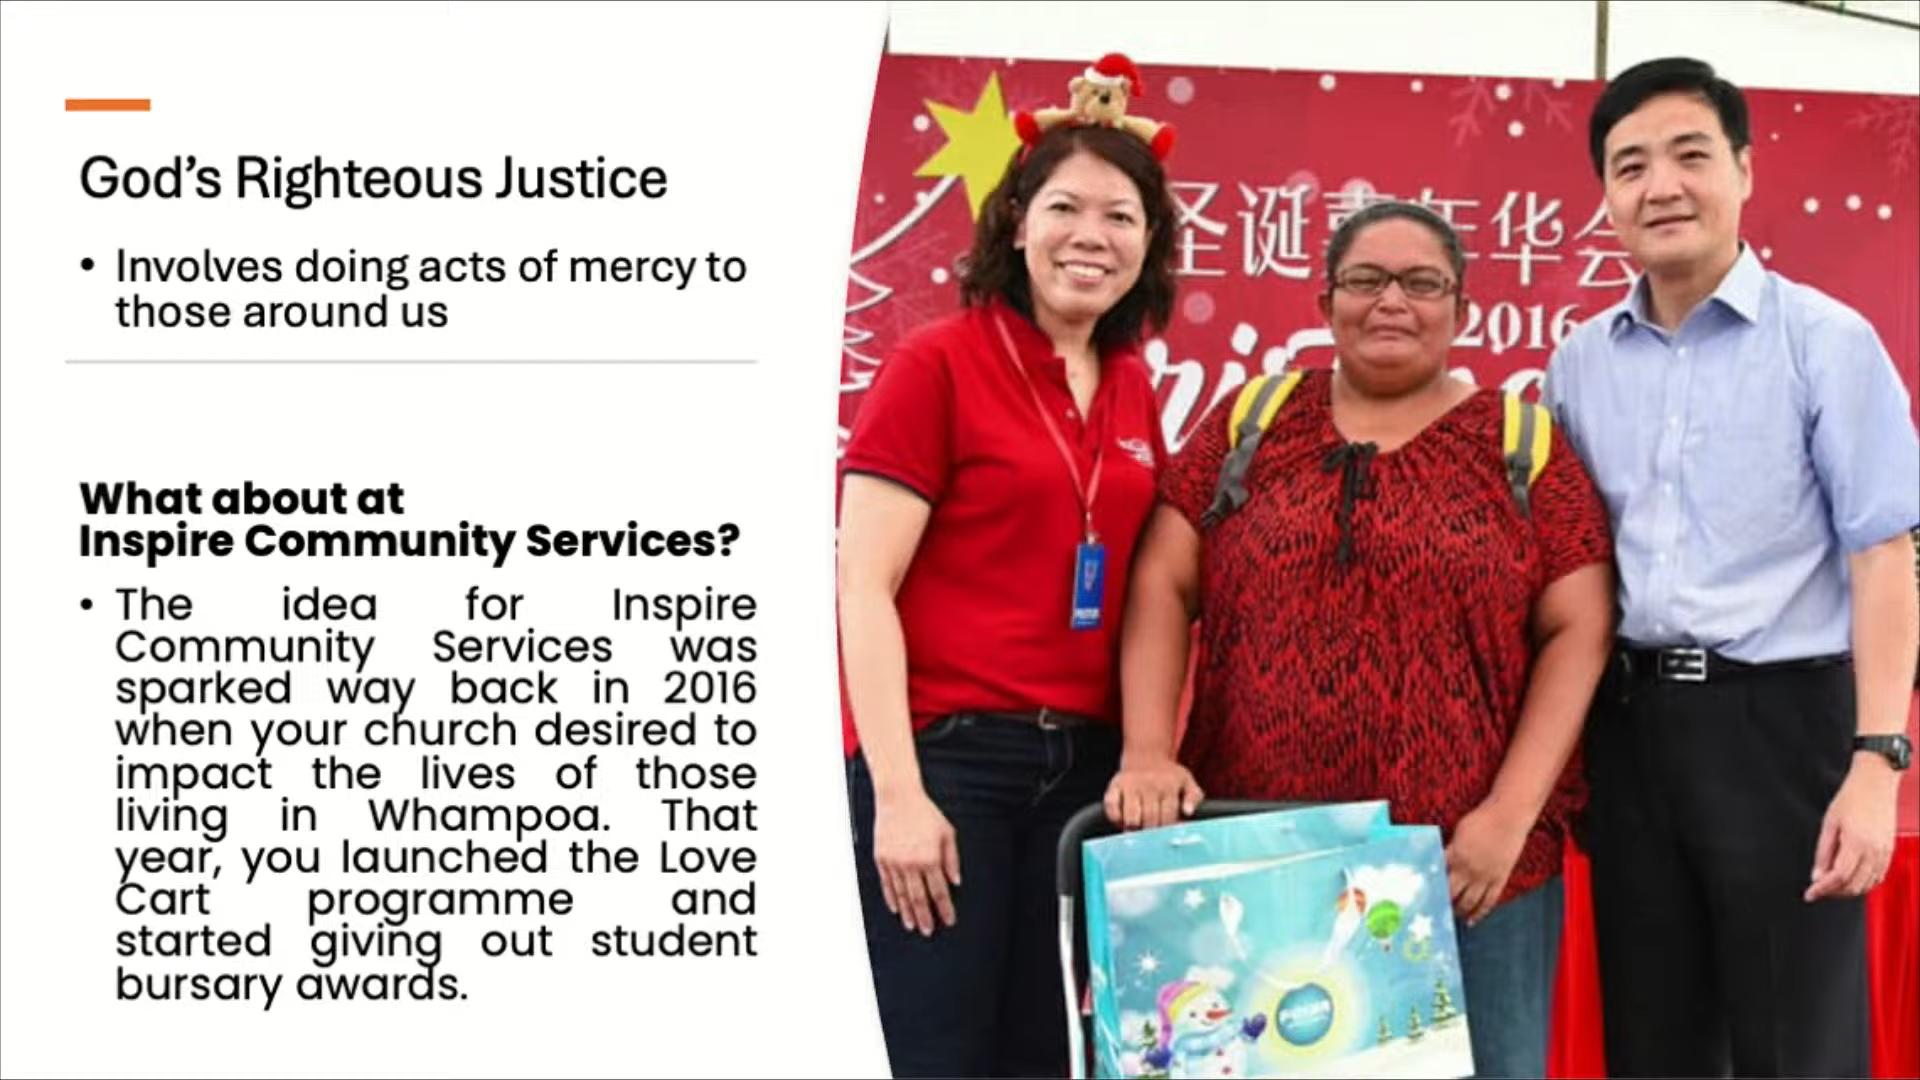 God’s Righteous Justice
• Involves doing acts of mercy to
those around us
What about at
Inspire Community Services?
• The idea for Inspire
Community Services was
sparked way back in 2016
when your church desired to
impact the lives of those
living in Whampoa. That
year, you launched the Love
Cart programme and
started giving out student
bursary awards.
圣诞嘉年华会
2016